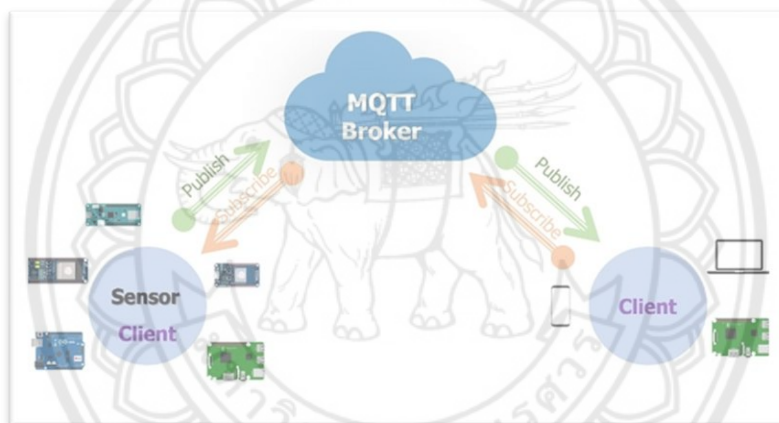 MQTT
Broker
Publish
Subscribe
Publish
Subscribe
Sensor
Client
Client